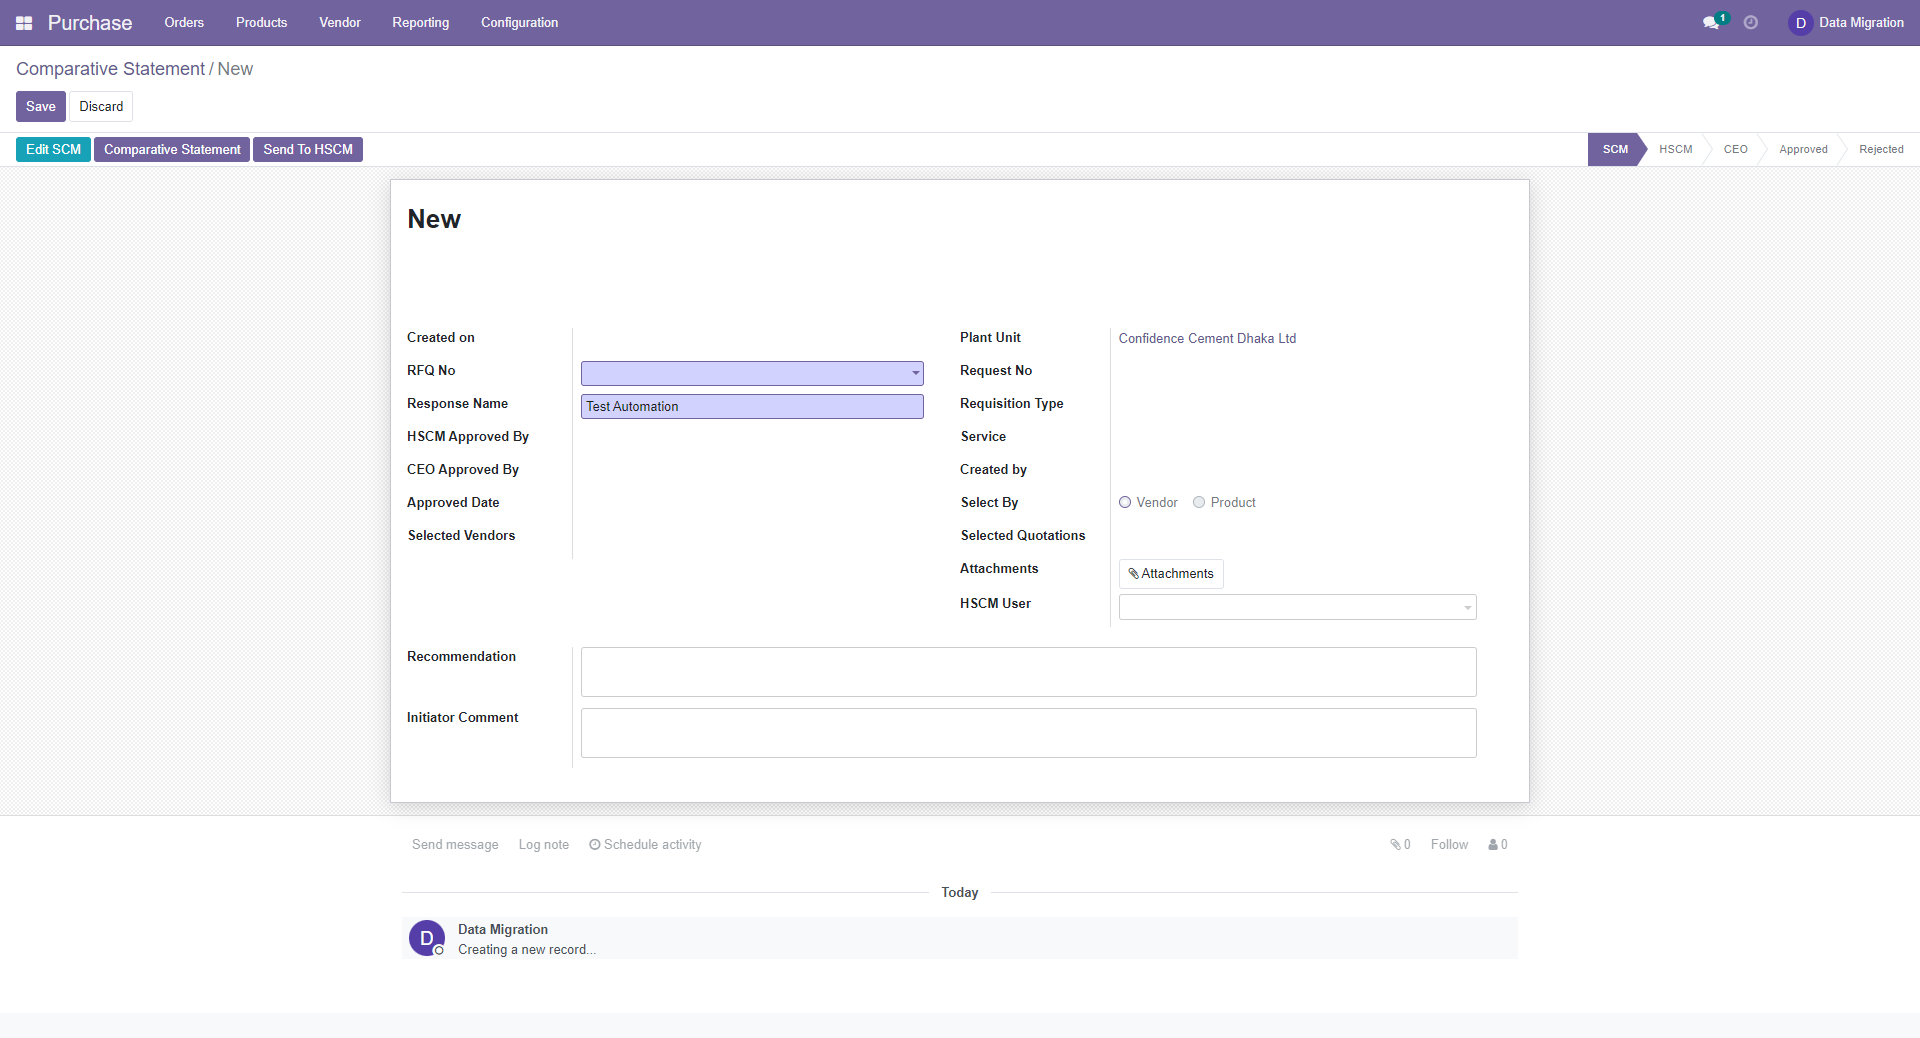 Purchase Orders Products Vendor Reporting Configuration 1 D Data Migration
Comparative Statement / New
Save Discard
Edit SCM Comparative Statement Send To HSCM SCM HSCM CEO Approved Rejected
New
Created on
RFQ No
Response Name Test Automation
HSCM Approved By
CEO Approved By
Approved Date
Selected Vendors
Plant Unit Confidence Cement Dhaka Ltd
Request No
Requisition Type
Service
Created by
Select By Vendor Product
Selected Quotations
Attachments Attachments
HSCM User
Recommendation
Initiator Comment
Send message Log note Schedule activity 0 Follow 0
Today
D Data Migration
Creating a new record...